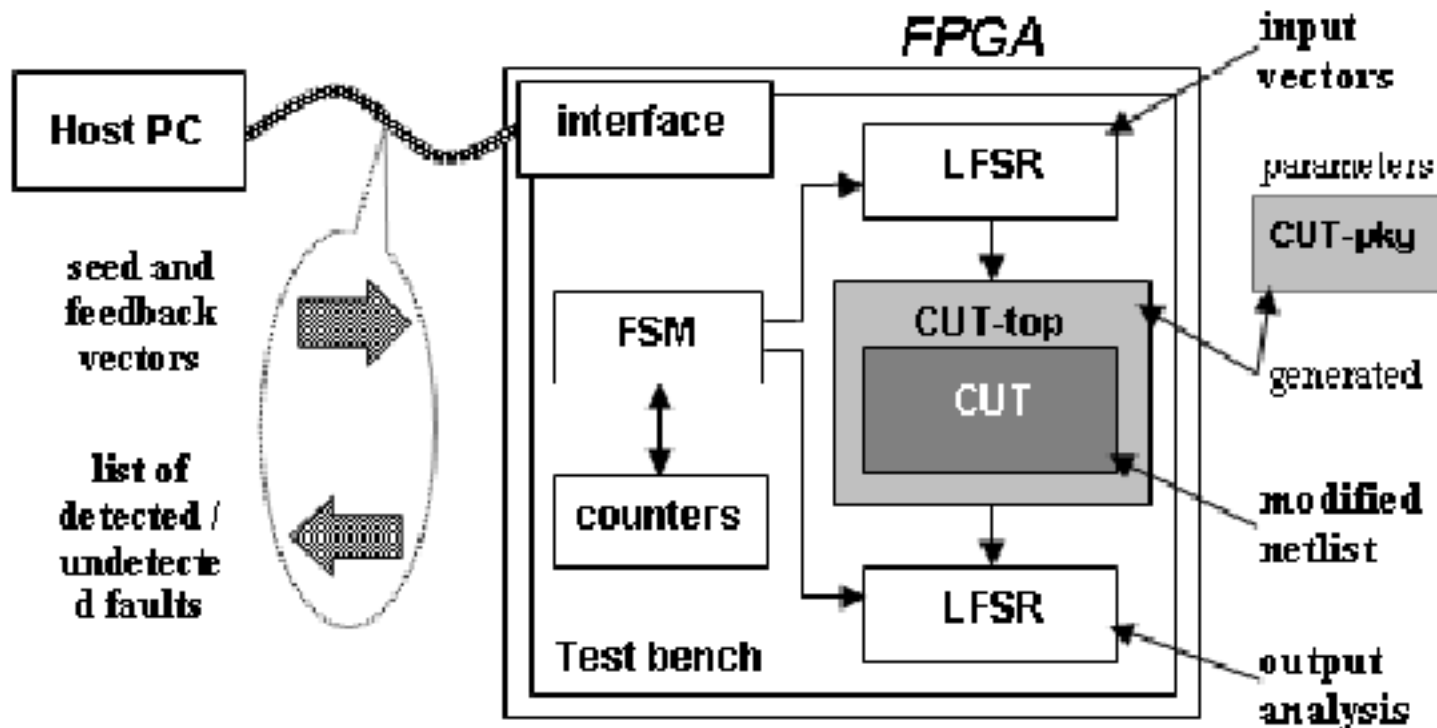 FPGA
input
vectors
Host PC
interface
LFSR
parameters
CUT-pky
seed and
feedback
vectors
FSM
CUT-top
CUT
generated
list of
detected /
undetecte
d faults
counters
modified
netlist
LFSR
Test bench
output
analysis